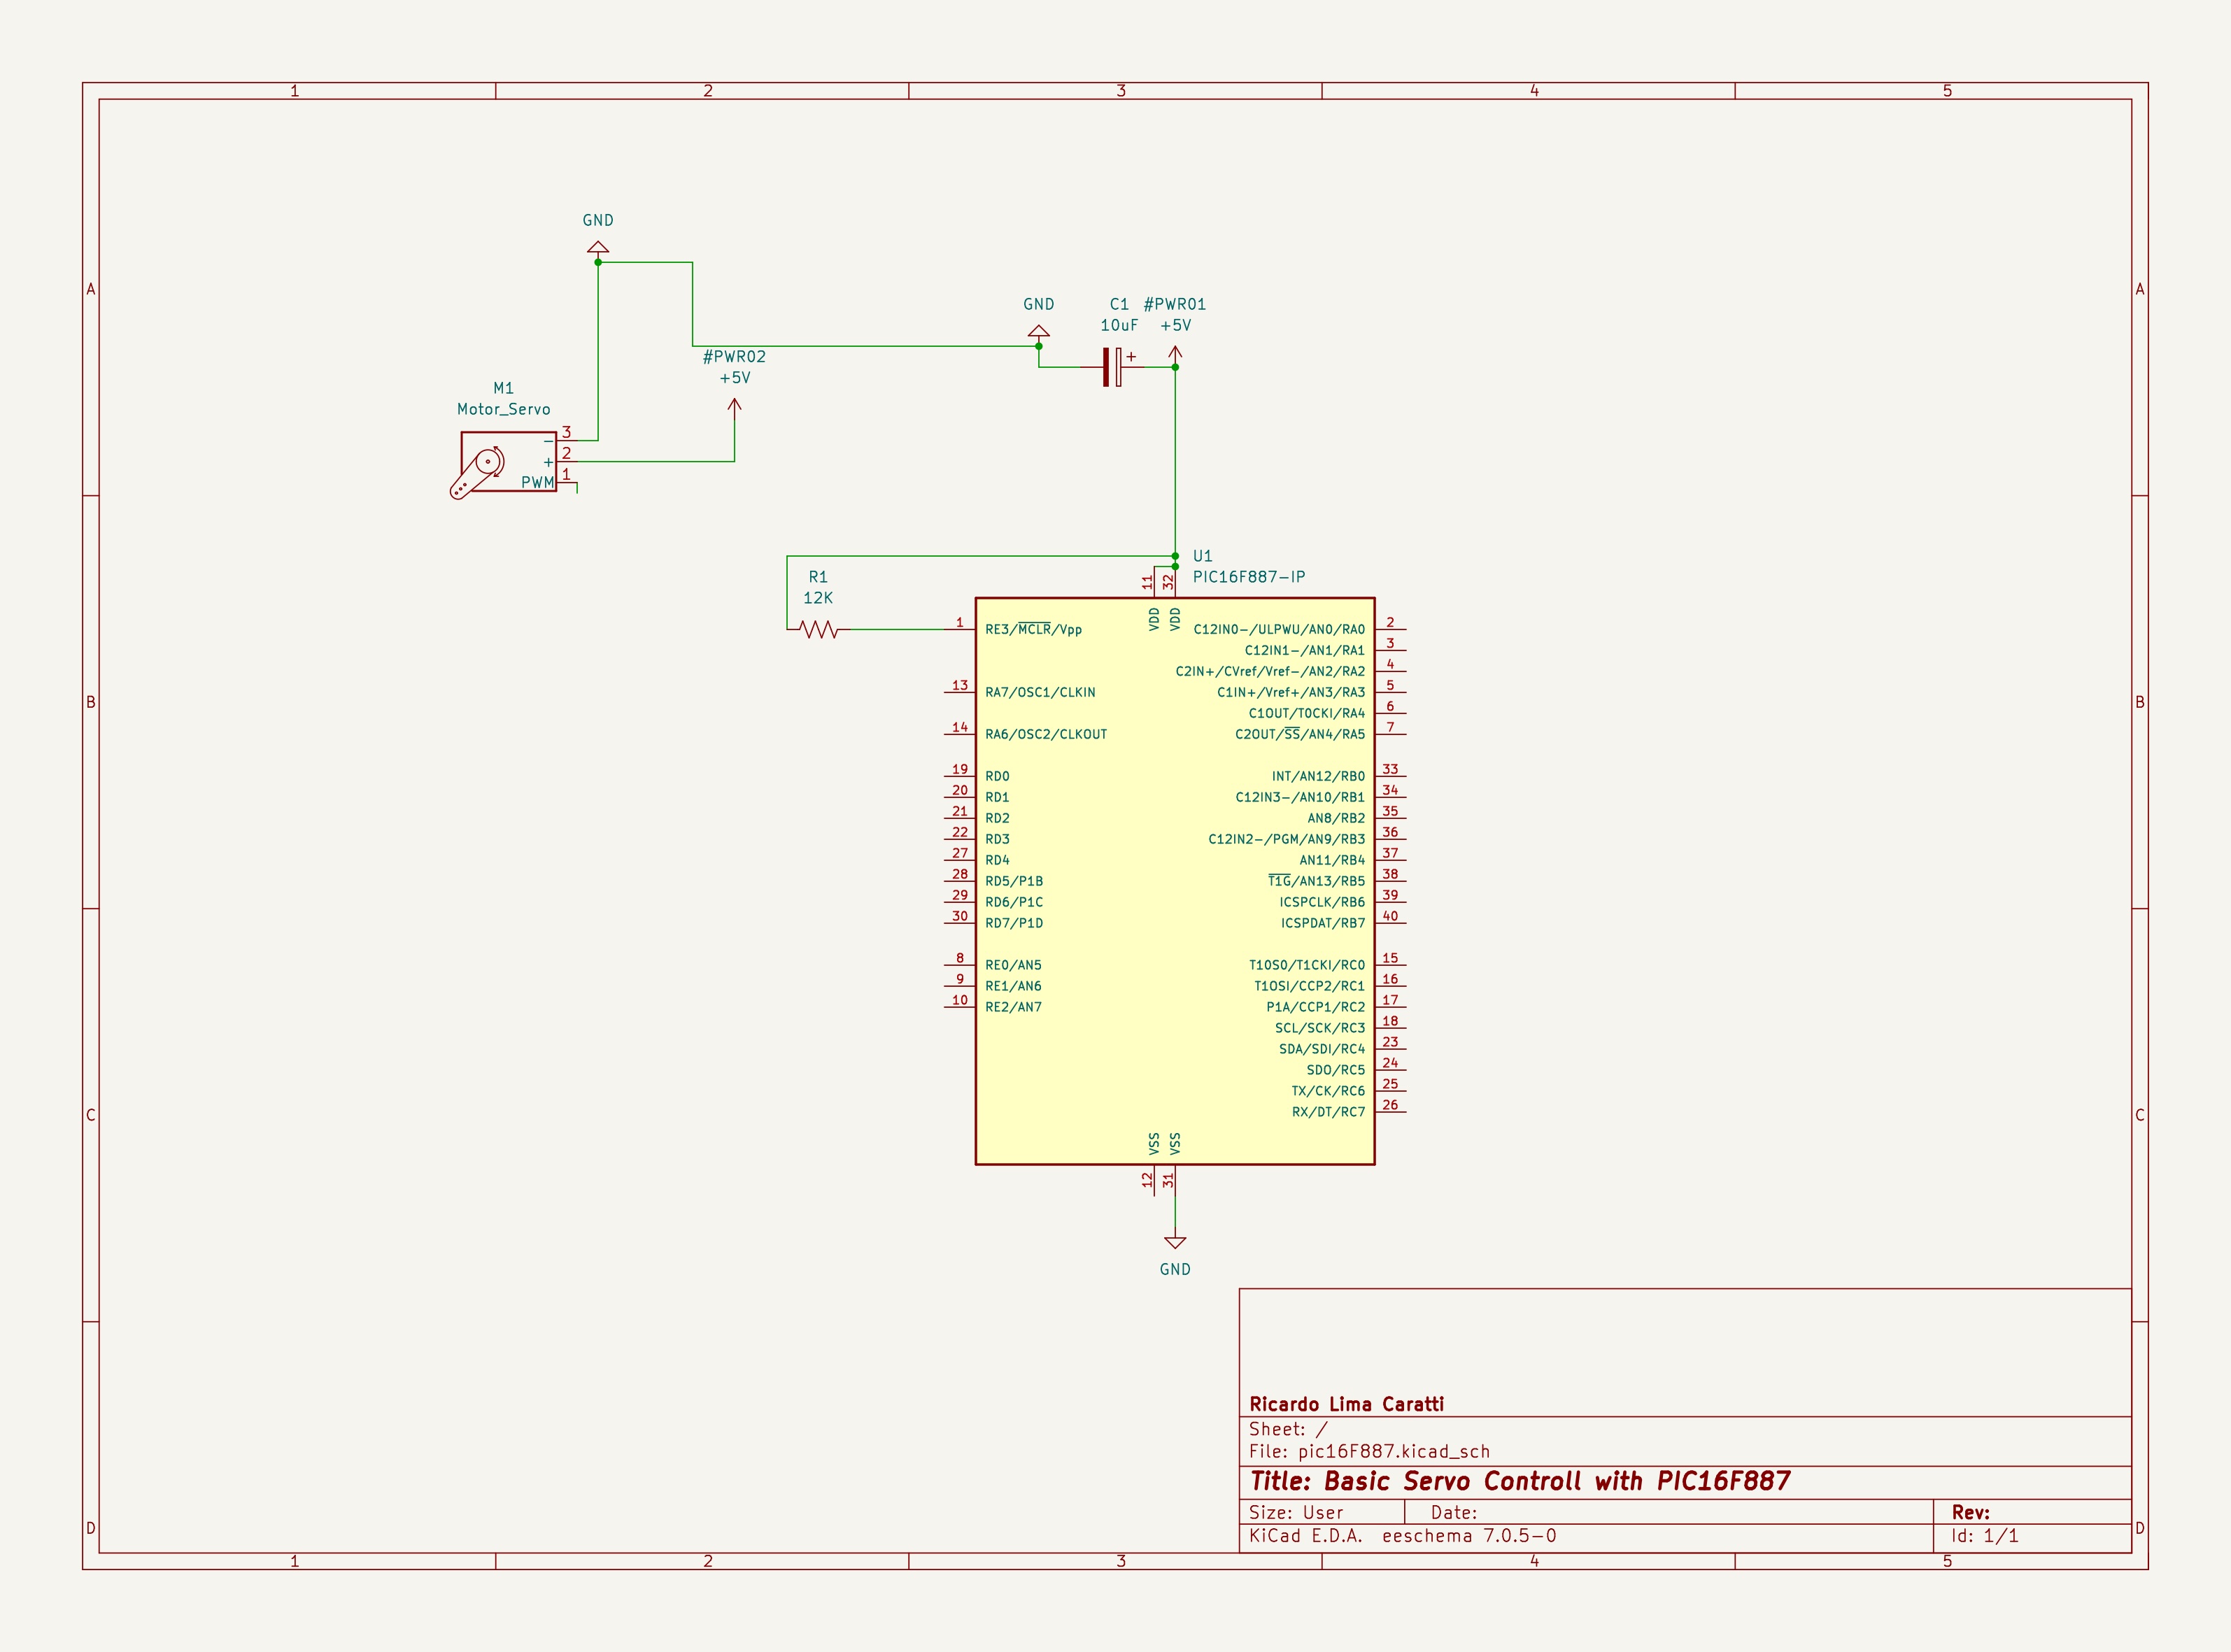 1 2 3 4 5
GND
A A
GND C1 #PWR01
10uF +5V
+
#PWR02
+5V
M1
Motor_Servo
- 3
+ 2
PWM 1
U1
PIC16F887-IP
R1
12K
11 32
VDD VDD
1 RE3/MCLR/Vpp
13 RA7/OSC1/CLKIN
14 RA6/OSC2/CLKOUT
19 RD0
20 RD1
21 RD2
22 RD3
27 RD4
28 RD5/P1B
29 RD6/P1C
30 RD7/P1D
8 RE0/AN5
9 RE1/AN6
10 RE2/AN7
C12IN0-/ULPWU/AN0/RA0 2
C12IN1-/AN1/RA1 3
C2IN+/CVref/Vref-/AN2/RA2 4
C1IN+/Vref+/AN3/RA3 5
C1OUT/T0CKI/RA4 6
C2OUT/SS/AN4/RA5 7
INT/AN12/RB0 33
C12IN3-/AN10/RB1 34
AN8/RB2 35
C12IN2-/PGM/AN9/RB3 36
AN11/RB4 37
T1G/AN13/RB5 38
ICSPCLK/RB6 39
ICSPDAT/RB7 40
T1OS0/T1CKI/RC0 15
T1OSI/CCP2/RC1 16
P1A/CCP1/RC2 17
SCL/SCK/RC3 18
SDA/SDI/RC4 23
SDO/RC5 24
TX/CK/RC6 25
RX/DT/RC7 26
VSS VSS
12 31
GND
B B
C C
Ricardo Lima Caratti
Sheet: /
File: pic16F887.kicad_sch
Title: Basic Servo Controll with PIC16F887
Size: User Date: Rev:
KiCad E.D.A. eeschema 7.0.5-0 Id: 1/1
D D
1 2 3 4 5